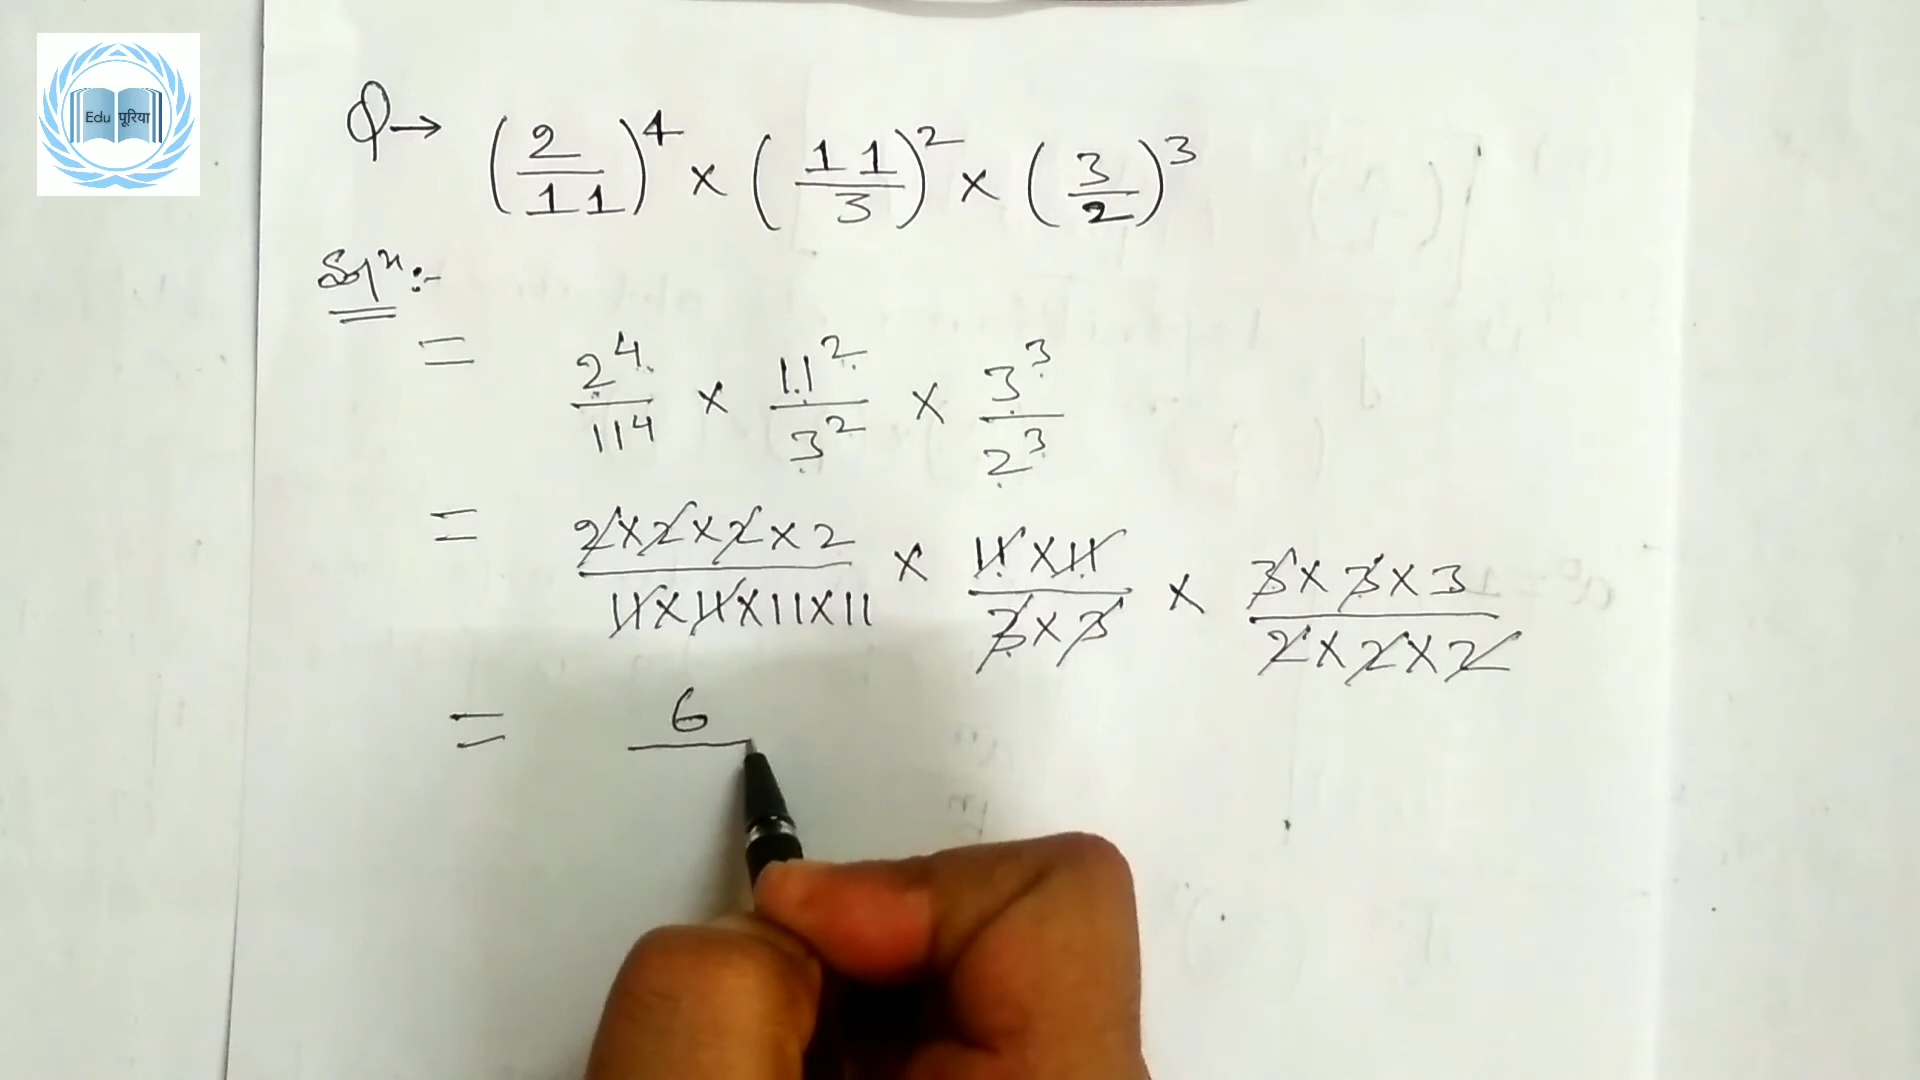 Edu पूरिया
Q→ (2/11)^4 × (11/3)^2 × (3/2)^3
Sol^n :-
= 2^4/11^4 × 11^2/3^2 × 3^3/2^3
= 2×2×2×2/11×11×11×11 × 11×11/3×3 × 3×3×3/2×2×2
= 6